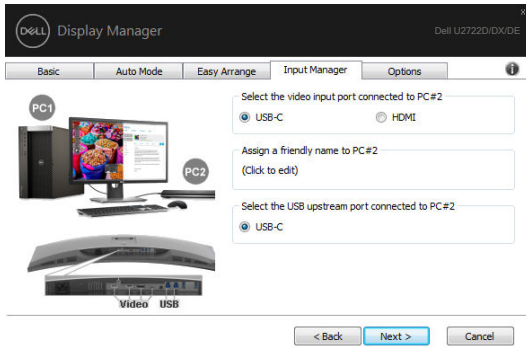 DELL Display Manager
Dell U2722D/DX/DE
Basic Auto Mode Easy Arrange Input Manager Options
PC1
PC2
Video USB
Select the video input port connected to PC#2
USB-C HDMI
Assign a friendly name to PC#2
(Click to edit)
Select the USB upstream port connected to PC#2
USB-C
< Back Next > Cancel